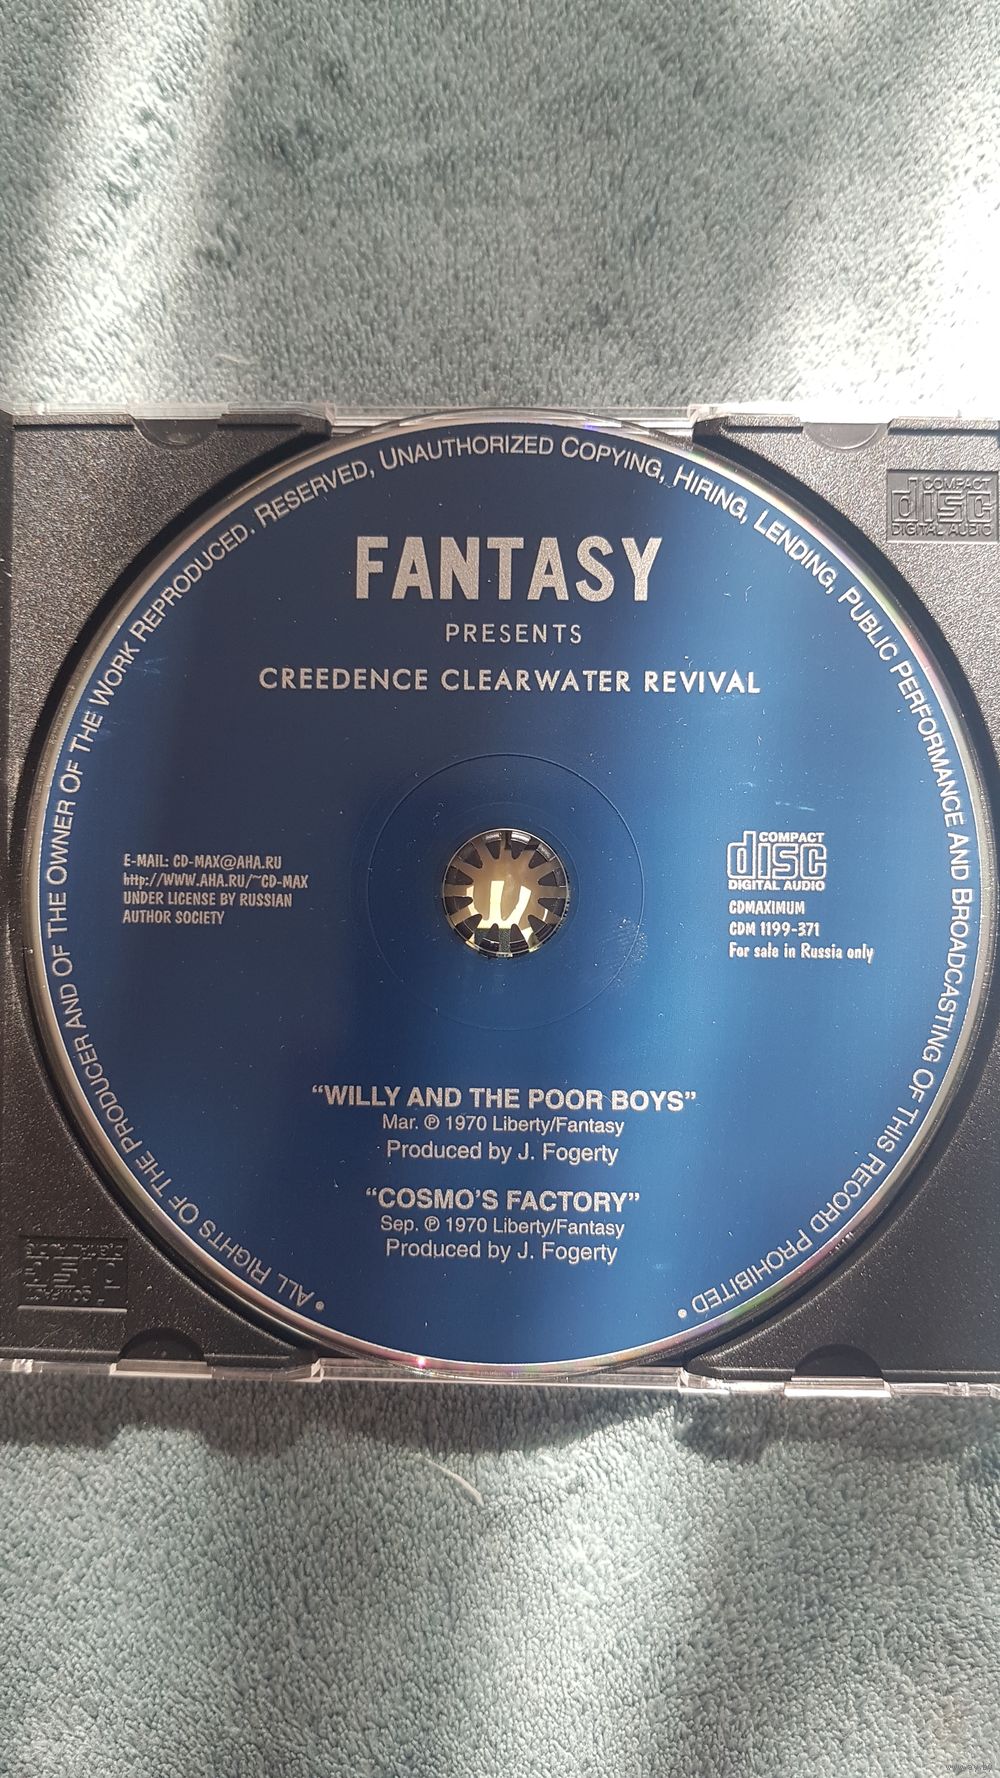 • ALL RIGHTS OF THE PRODUCER AND OF THE OWNER OF THE WORK REPRODUCED. RESERVED, UNAUTHORIZED COPYING, HIRING, LENDING, PUBLIC PERFORMANCE AND BROADCASTING OF THIS RECORD PROHIBITED •
FANTASY
PRESENTS
CREEDENCE CLEARWATER REVIVAL
COMPACT
disc
DIGITAL AUDIO
E-MAIL: CD-MAX@AHA.RU
http://WWW.AHA.RU/~CD-MAX
UNDER LICENSE BY RUSSIAN
AUTHOR SOCIETY
COMPACT
disc
DIGITAL AUDIO
CDMAXIMUM
CDM 1199-371
For sale in Russia only
“WILLY AND THE POOR BOYS”
Mar. ℗ 1970 Liberty/Fantasy
Produced by J. Fogerty
“COSMO’S FACTORY”
Sep. ℗ 1970 Liberty/Fantasy
Produced by J. Fogerty
COMPACT
disc
DIGITAL AUDIO